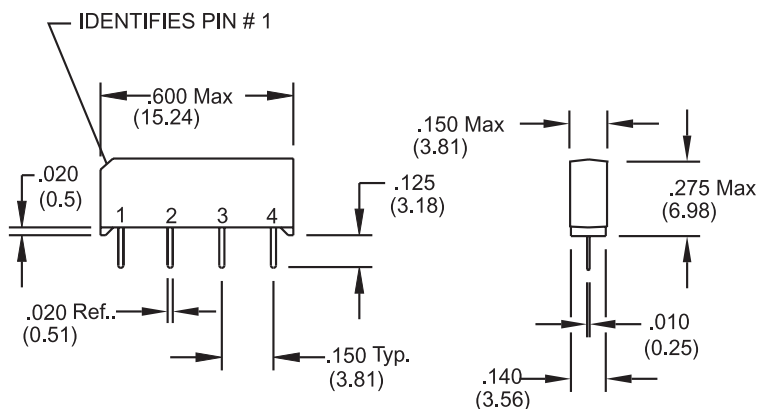 IDENTIFIES PIN # 1
.600 Max
(15.24)
.020
(0.5)
1 2 3 4
.125
(3.18)
.020 Ref..
(0.51)
.150 Typ.
(3.81)
.150 Max
(3.81)
.275 Max
(6.98)
.010
(0.25)
.140
(3.56)